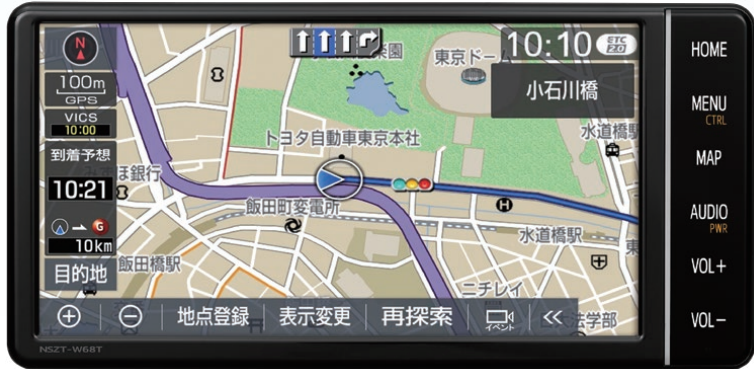 N
100m
GPS
VICS
10:00
到着予想
10:21
G
10km
目的地
10:10
ETC
2.0
小石川橋
東京ドー
園
水道橋駅
トヨタ自動車東京本社
ほ銀行
飯田町変電所
H
水道橋駅
飯田橋駅
ニチレイ
法学部
地点登録
表示変更
再探索
イベント
<<
HOME
MENU
CTRL
MAP
AUDIO
PWR
VOL+
VOL-
NSZT-W68T